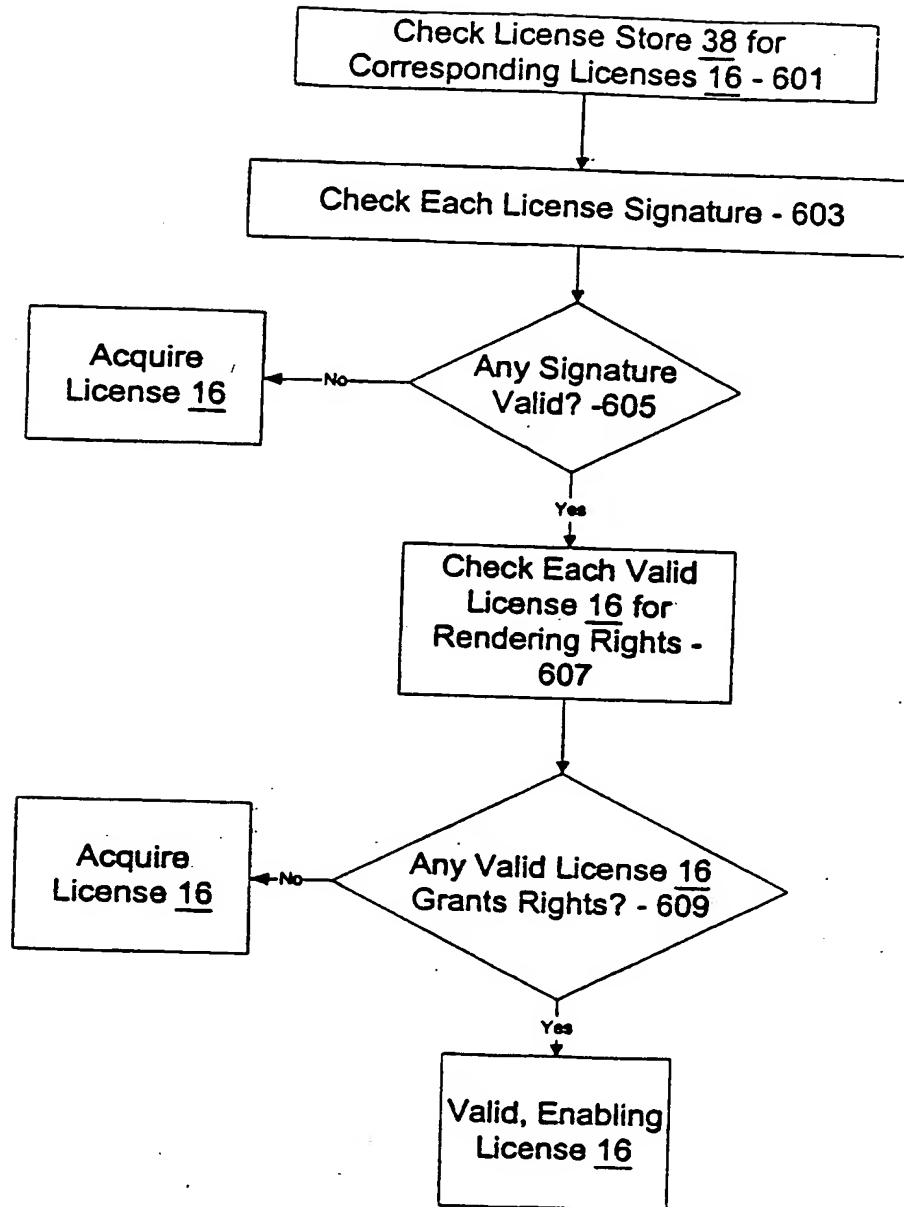 Check License Store 38 for
Corresponding Licenses 16 - 601
Check Each License Signature - 603
Acquire
License 16
No
Any Signature
Valid? -605
Yes
Check Each Valid
License 16 for
Rendering Rights -
607
Acquire
License 16
No
Any Valid License 16
Grants Rights? - 609
Yes
Valid, Enabling
License 16